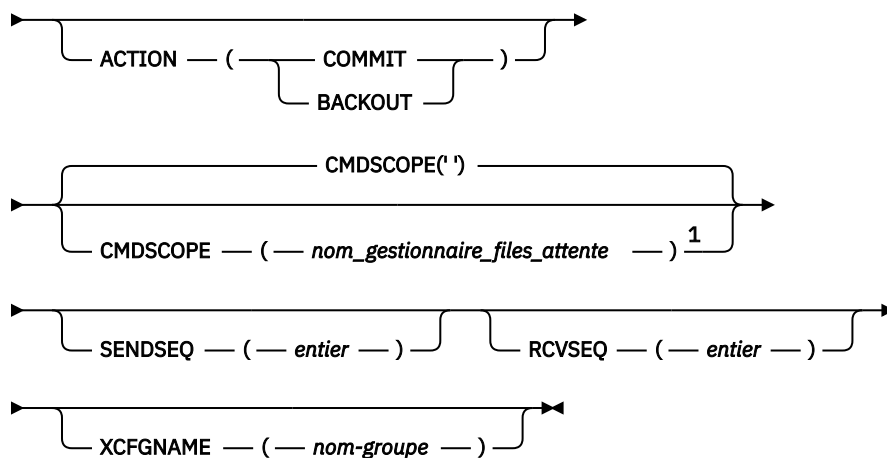 ACTION ( COMMIT )
BACKOUT
CMDSCOPE(' ')
CMDSCOPE ( nom_gestionnaire_files_attente ) 1
SENDSEQ ( entier ) RCVSEQ ( entier )
XCFGNAME ( nom-groupe )